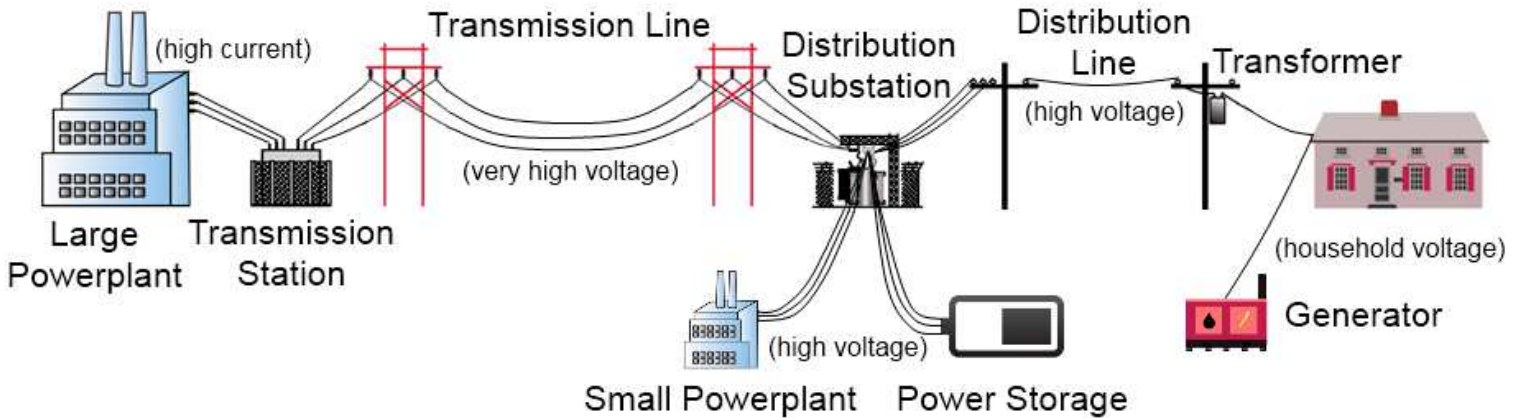 Transmission Line
(high current)
Distribution
Substation
Distribution
Line
Transformer
(high voltage)
(very high voltage)
Large
Powerplant
Transmission
Station
(household voltage)
Generator
(high voltage)
Small Powerplant
Power Storage